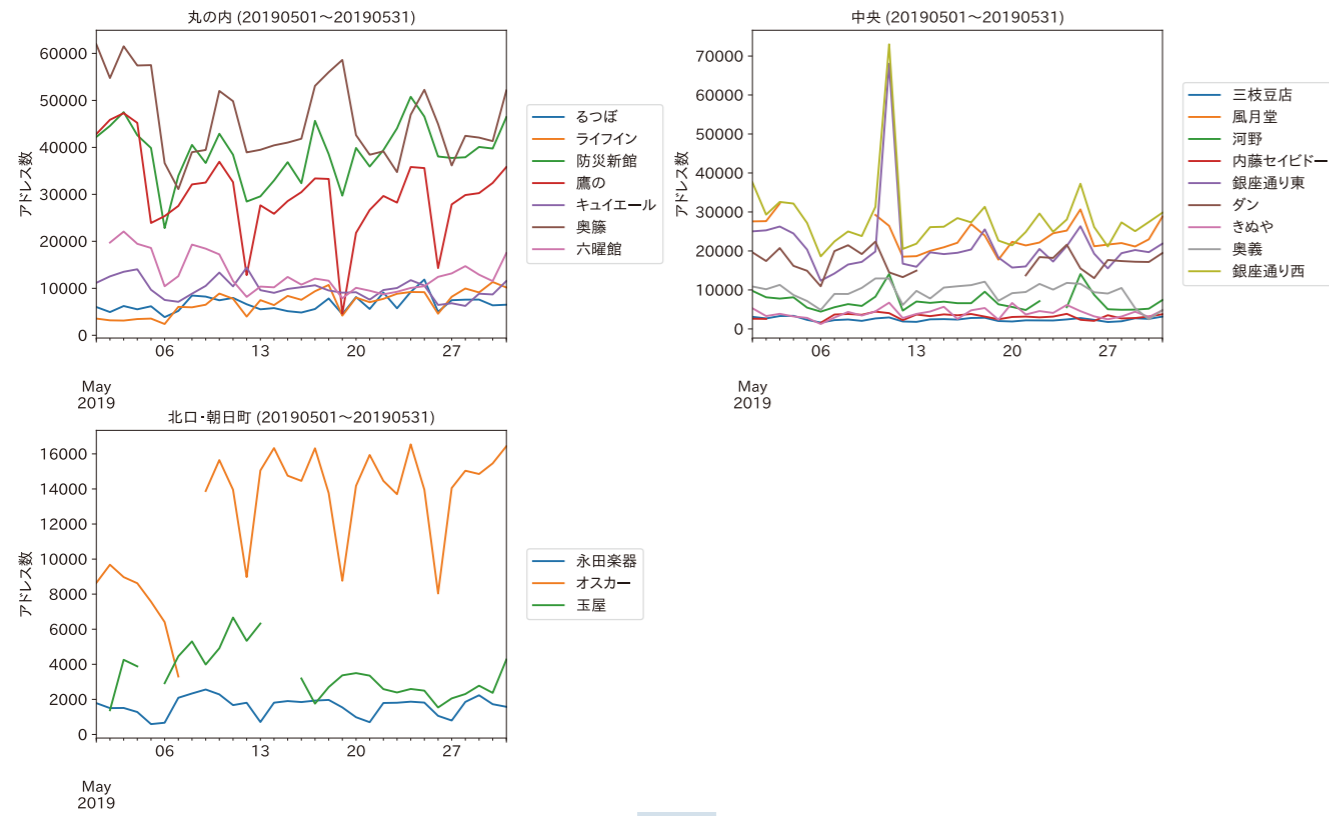 丸の内 (20190501～20190531)
アドレス数
60000
50000
40000
30000
20000
10000
0
06
13
20
27
May
2019
るつぼ
ライフイン
防災新館
鷹の
キュイエール
奥籐
六曜館
中央 (20190501～20190531)
アドレス数
70000
60000
50000
40000
30000
20000
10000
0
06
13
20
27
May
2019
三枝豆店
風月堂
河野
内藤セイビドー
銀座通り東
ダン
きぬや
奥義
銀座通り西
北口・朝日町 (20190501～20190531)
アドレス数
16000
14000
12000
10000
8000
6000
4000
2000
0
06
13
20
27
May
2019
永田楽器
オスカー
玉屋